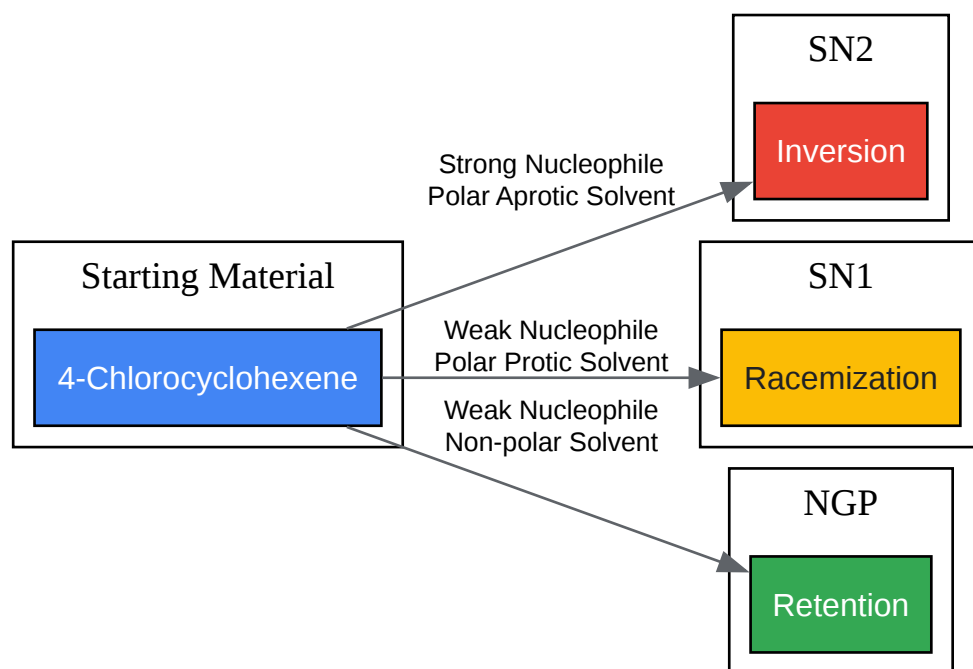 SN2
Inversion
Strong Nucleophile
Polar Aprotic Solvent
Starting Material
4-Chlorocyclohexene
SN1
Weak Nucleophile
Polar Protic Solvent
Racemization
Weak Nucleophile
Non-polar Solvent
NGP
Retention